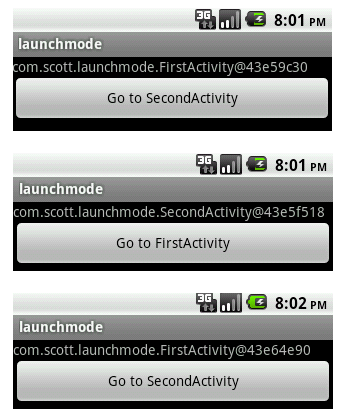 3G 8:01 PM
launchmode
com.scott.launchmode.FirstActivity@43e59c30
Go to SecondActivity
3G 8:01 PM
launchmode
com.scott.launchmode.SecondActivity@43e5f518
Go to FirstActivity
3G 8:02 PM
launchmode
com.scott.launchmode.FirstActivity@43e64e90
Go to SecondActivity